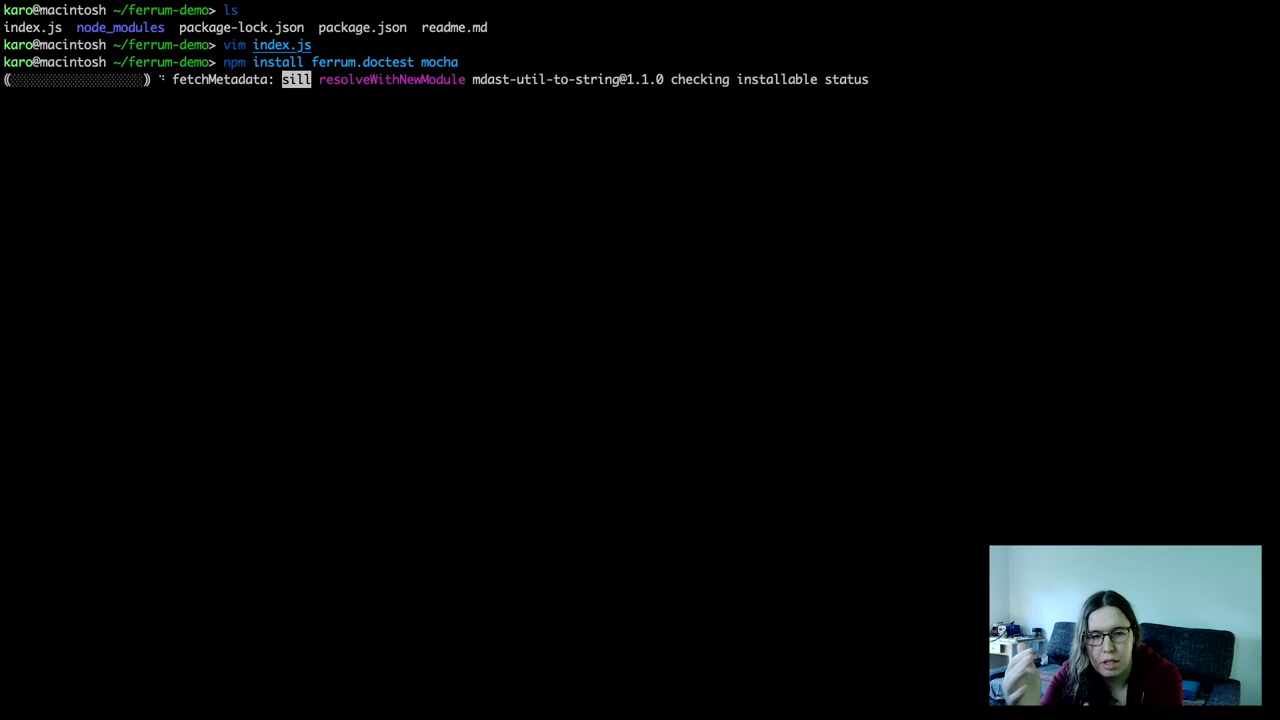 karo@macintosh ~/ferrum-demo> ls
index.js node_modules package-lock.json package.json readme.md
karo@macintosh ~/ferrum-demo> vim index.js
karo@macintosh ~/ferrum-demo> npm install ferrum.doctest mocha
(░░░░░░░░░░░░░░░░░░) ⠙ fetchMetadata: sill resolveWithNewModule mdast-util-to-string@1.1.0 checking installable status